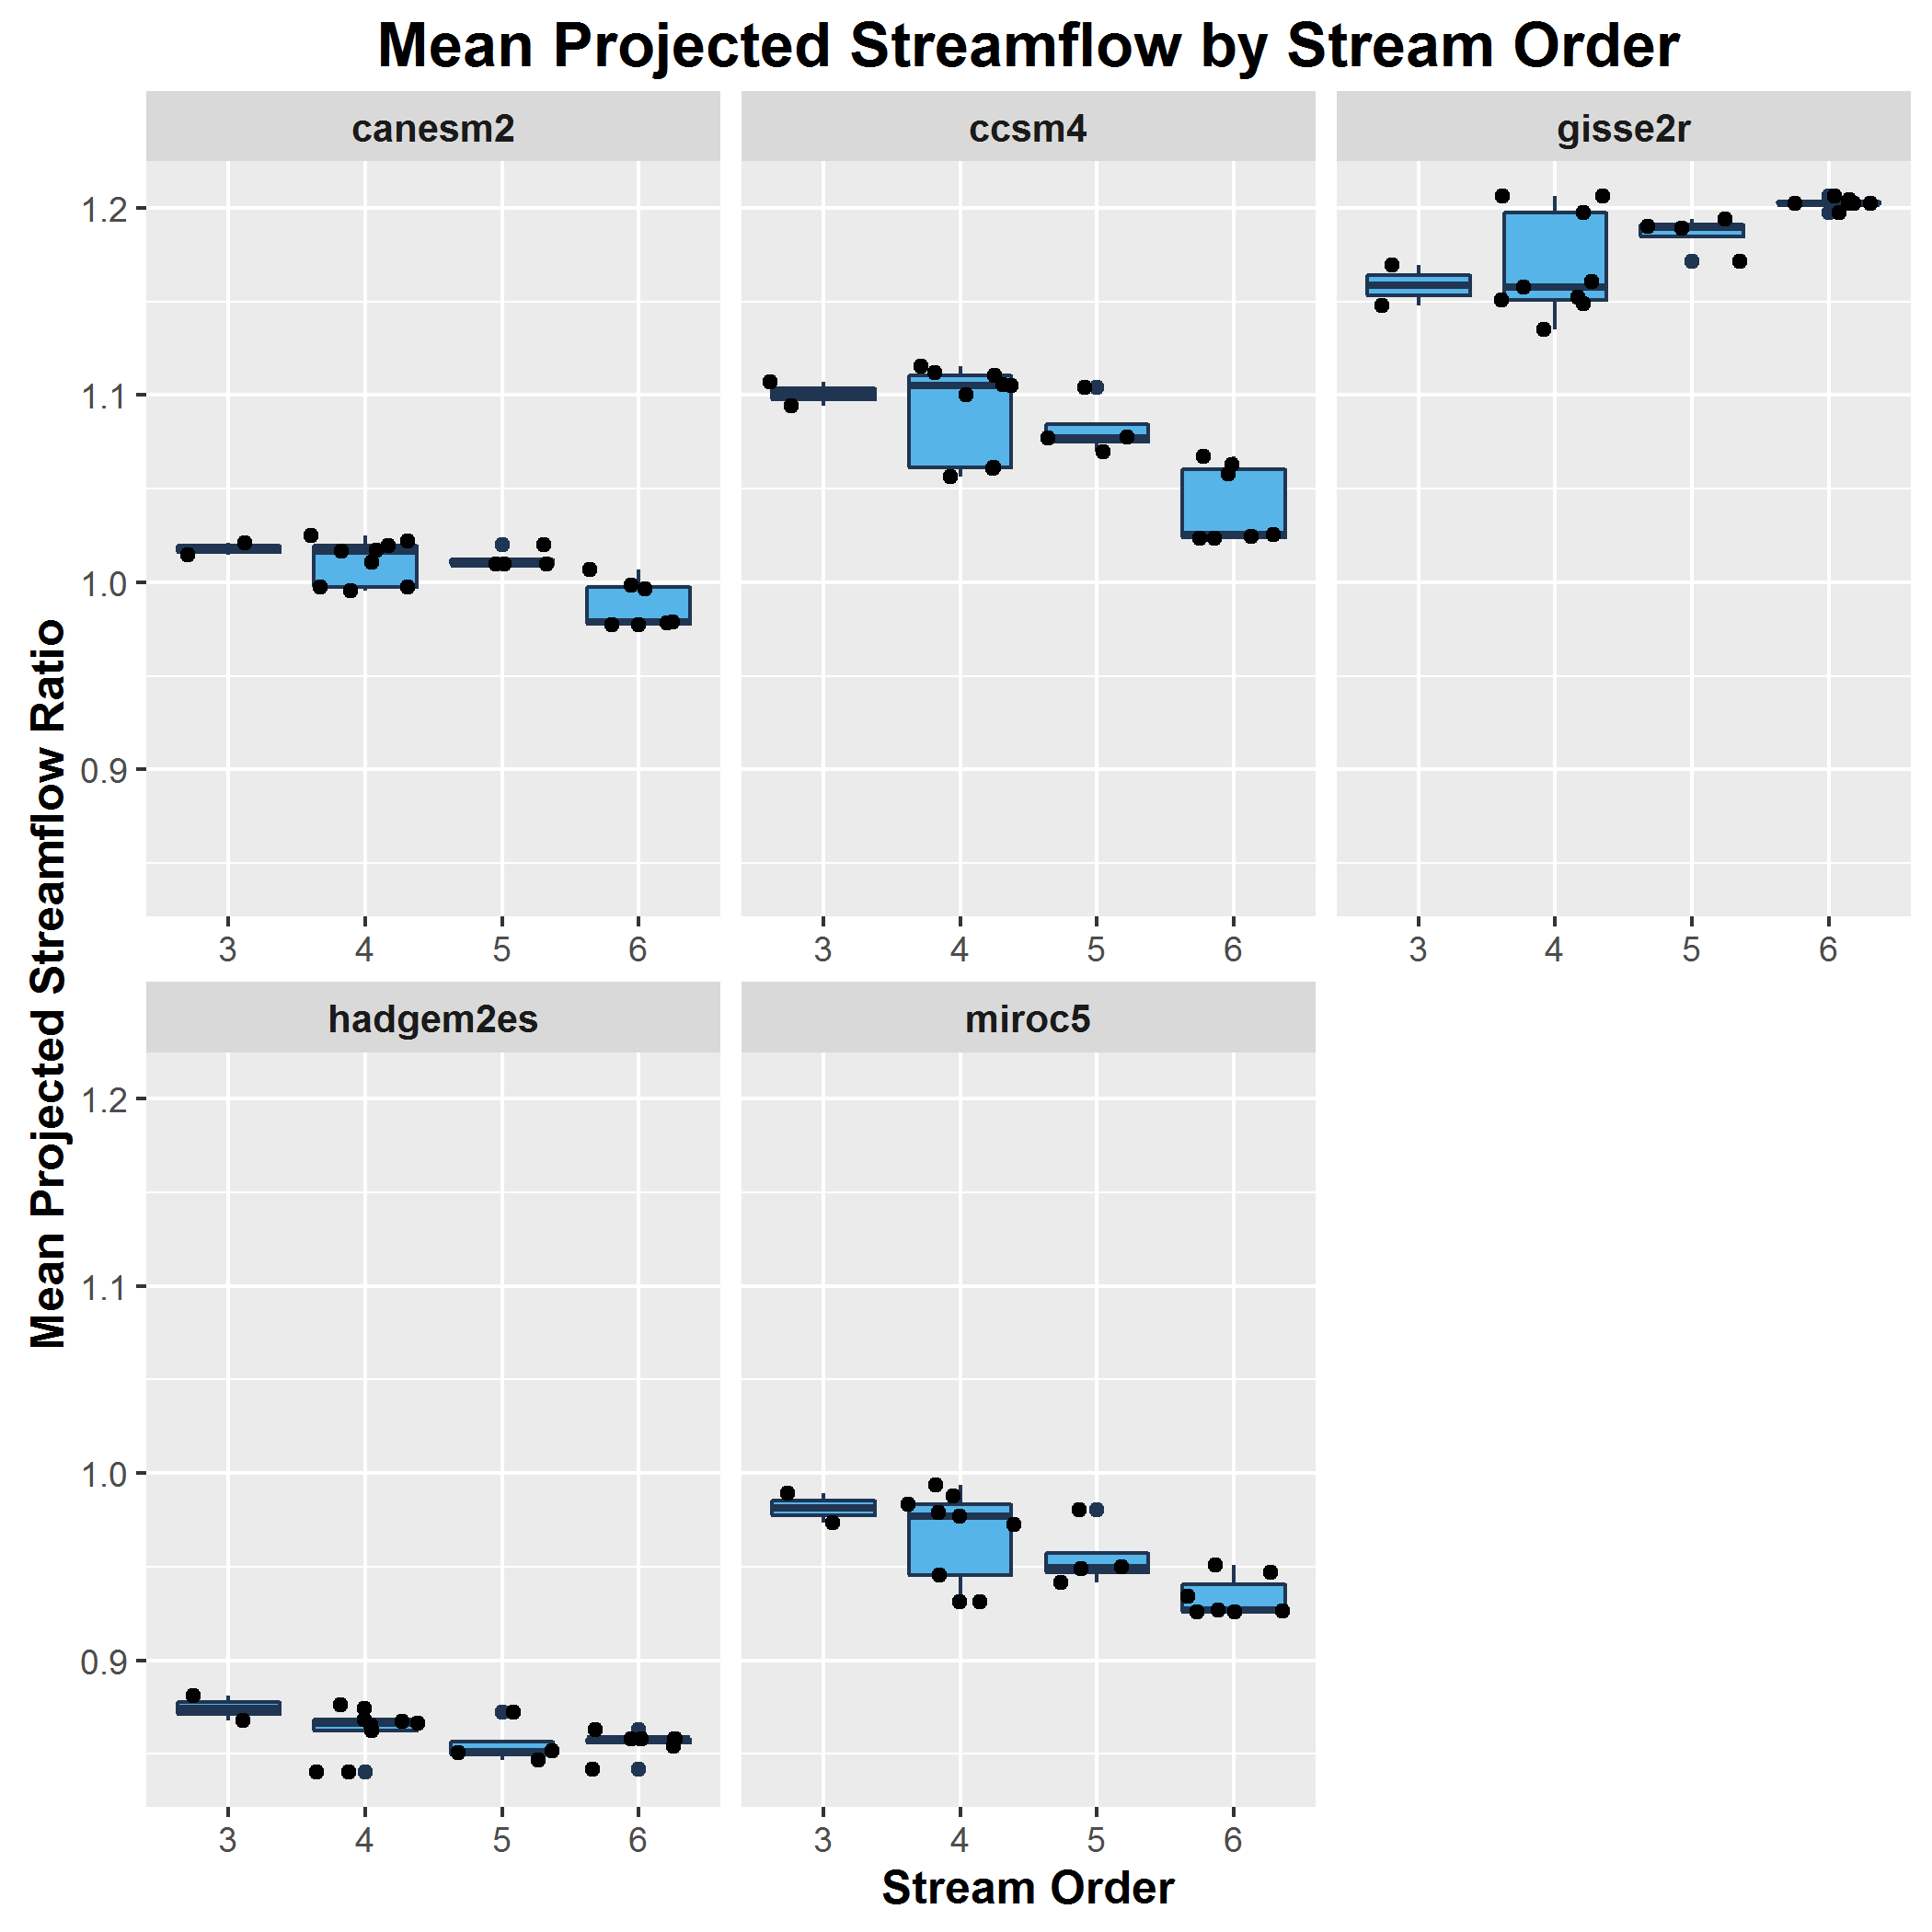 Mean Projected Streamflow by Stream Order
canesm2
ccsm4
gisse2r
1.2
1.1
1.0
0.9
3 4 5 6
3 4 5 6
3 4 5 6
Mean Projected Streamflow Ratio
hadgem2es
miroc5
1.2
1.1
1.0
0.9
3 4 5 6
3 4 5 6
Stream Order